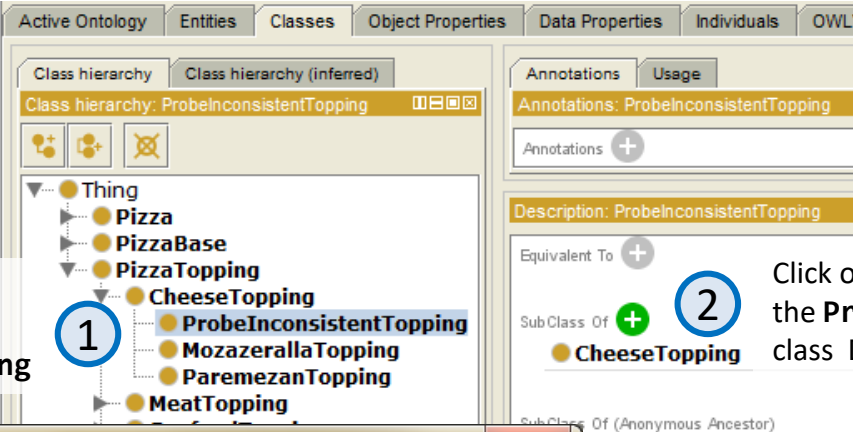 Active Ontology Entities Classes Object Properties Data Properties Individuals OWL
Class hierarchy Class hierarchy (inferred)
Class hierarchy: ProbeInconsistentTopping
Thing
Pizza
PizzaBase
PizzaTopping
CheeseTopping
ProbeInconsistentTopping
MozazerallaTopping
ParemezanTopping
MeatTopping
1
ng
Annotations Usage
Annotations: ProbeInconsistentTopping
Annotations
Description: ProbeInconsistentTopping
Equivalent To
SubClass Of
CheeseTopping
SubClass Of (Anonymous Ancestor)
2
Click o
the Pr
class